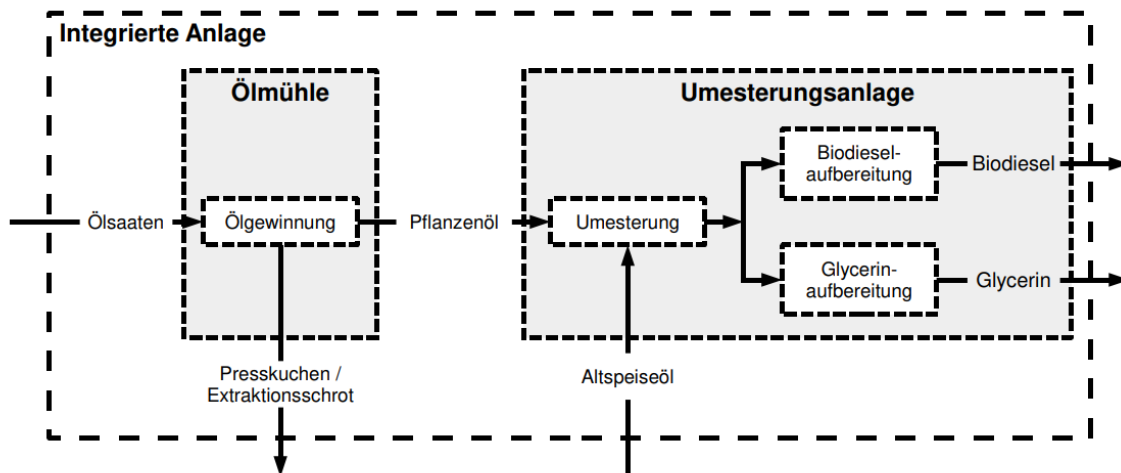 Integrierte Anlage
Ölmühle
Umesterungsanlage
Biodiesel-
aufbereitung
Biodiesel
Ölsaaten
Ölgewinnung
Pflanzenöl
Umesterung
Glycerin-
aufbereitung
Glycerin
Presskuchen /
Extraktionsschrot
Altspeiseöl